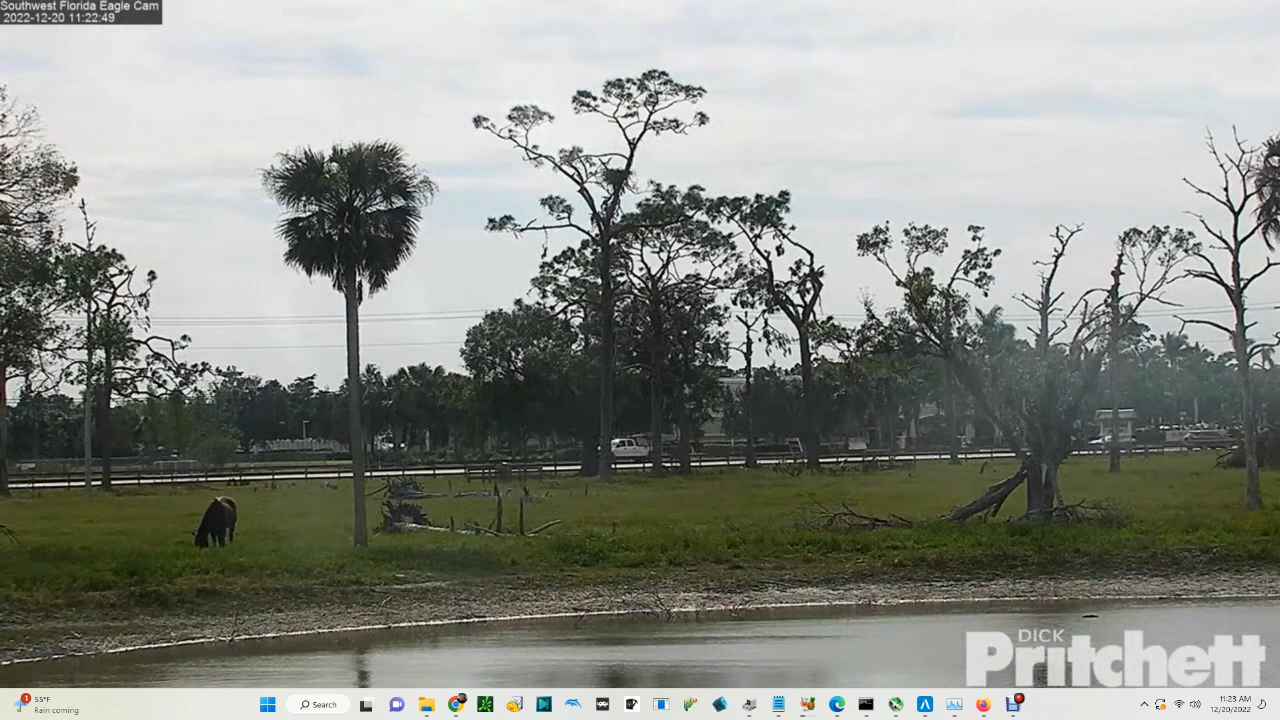 Southwest Florida Eagle Cam
2022-12-20 11:22:49
DICK
Pritchett
1
55°F
Rain coming
Search
11:23 AM
12/20/2022